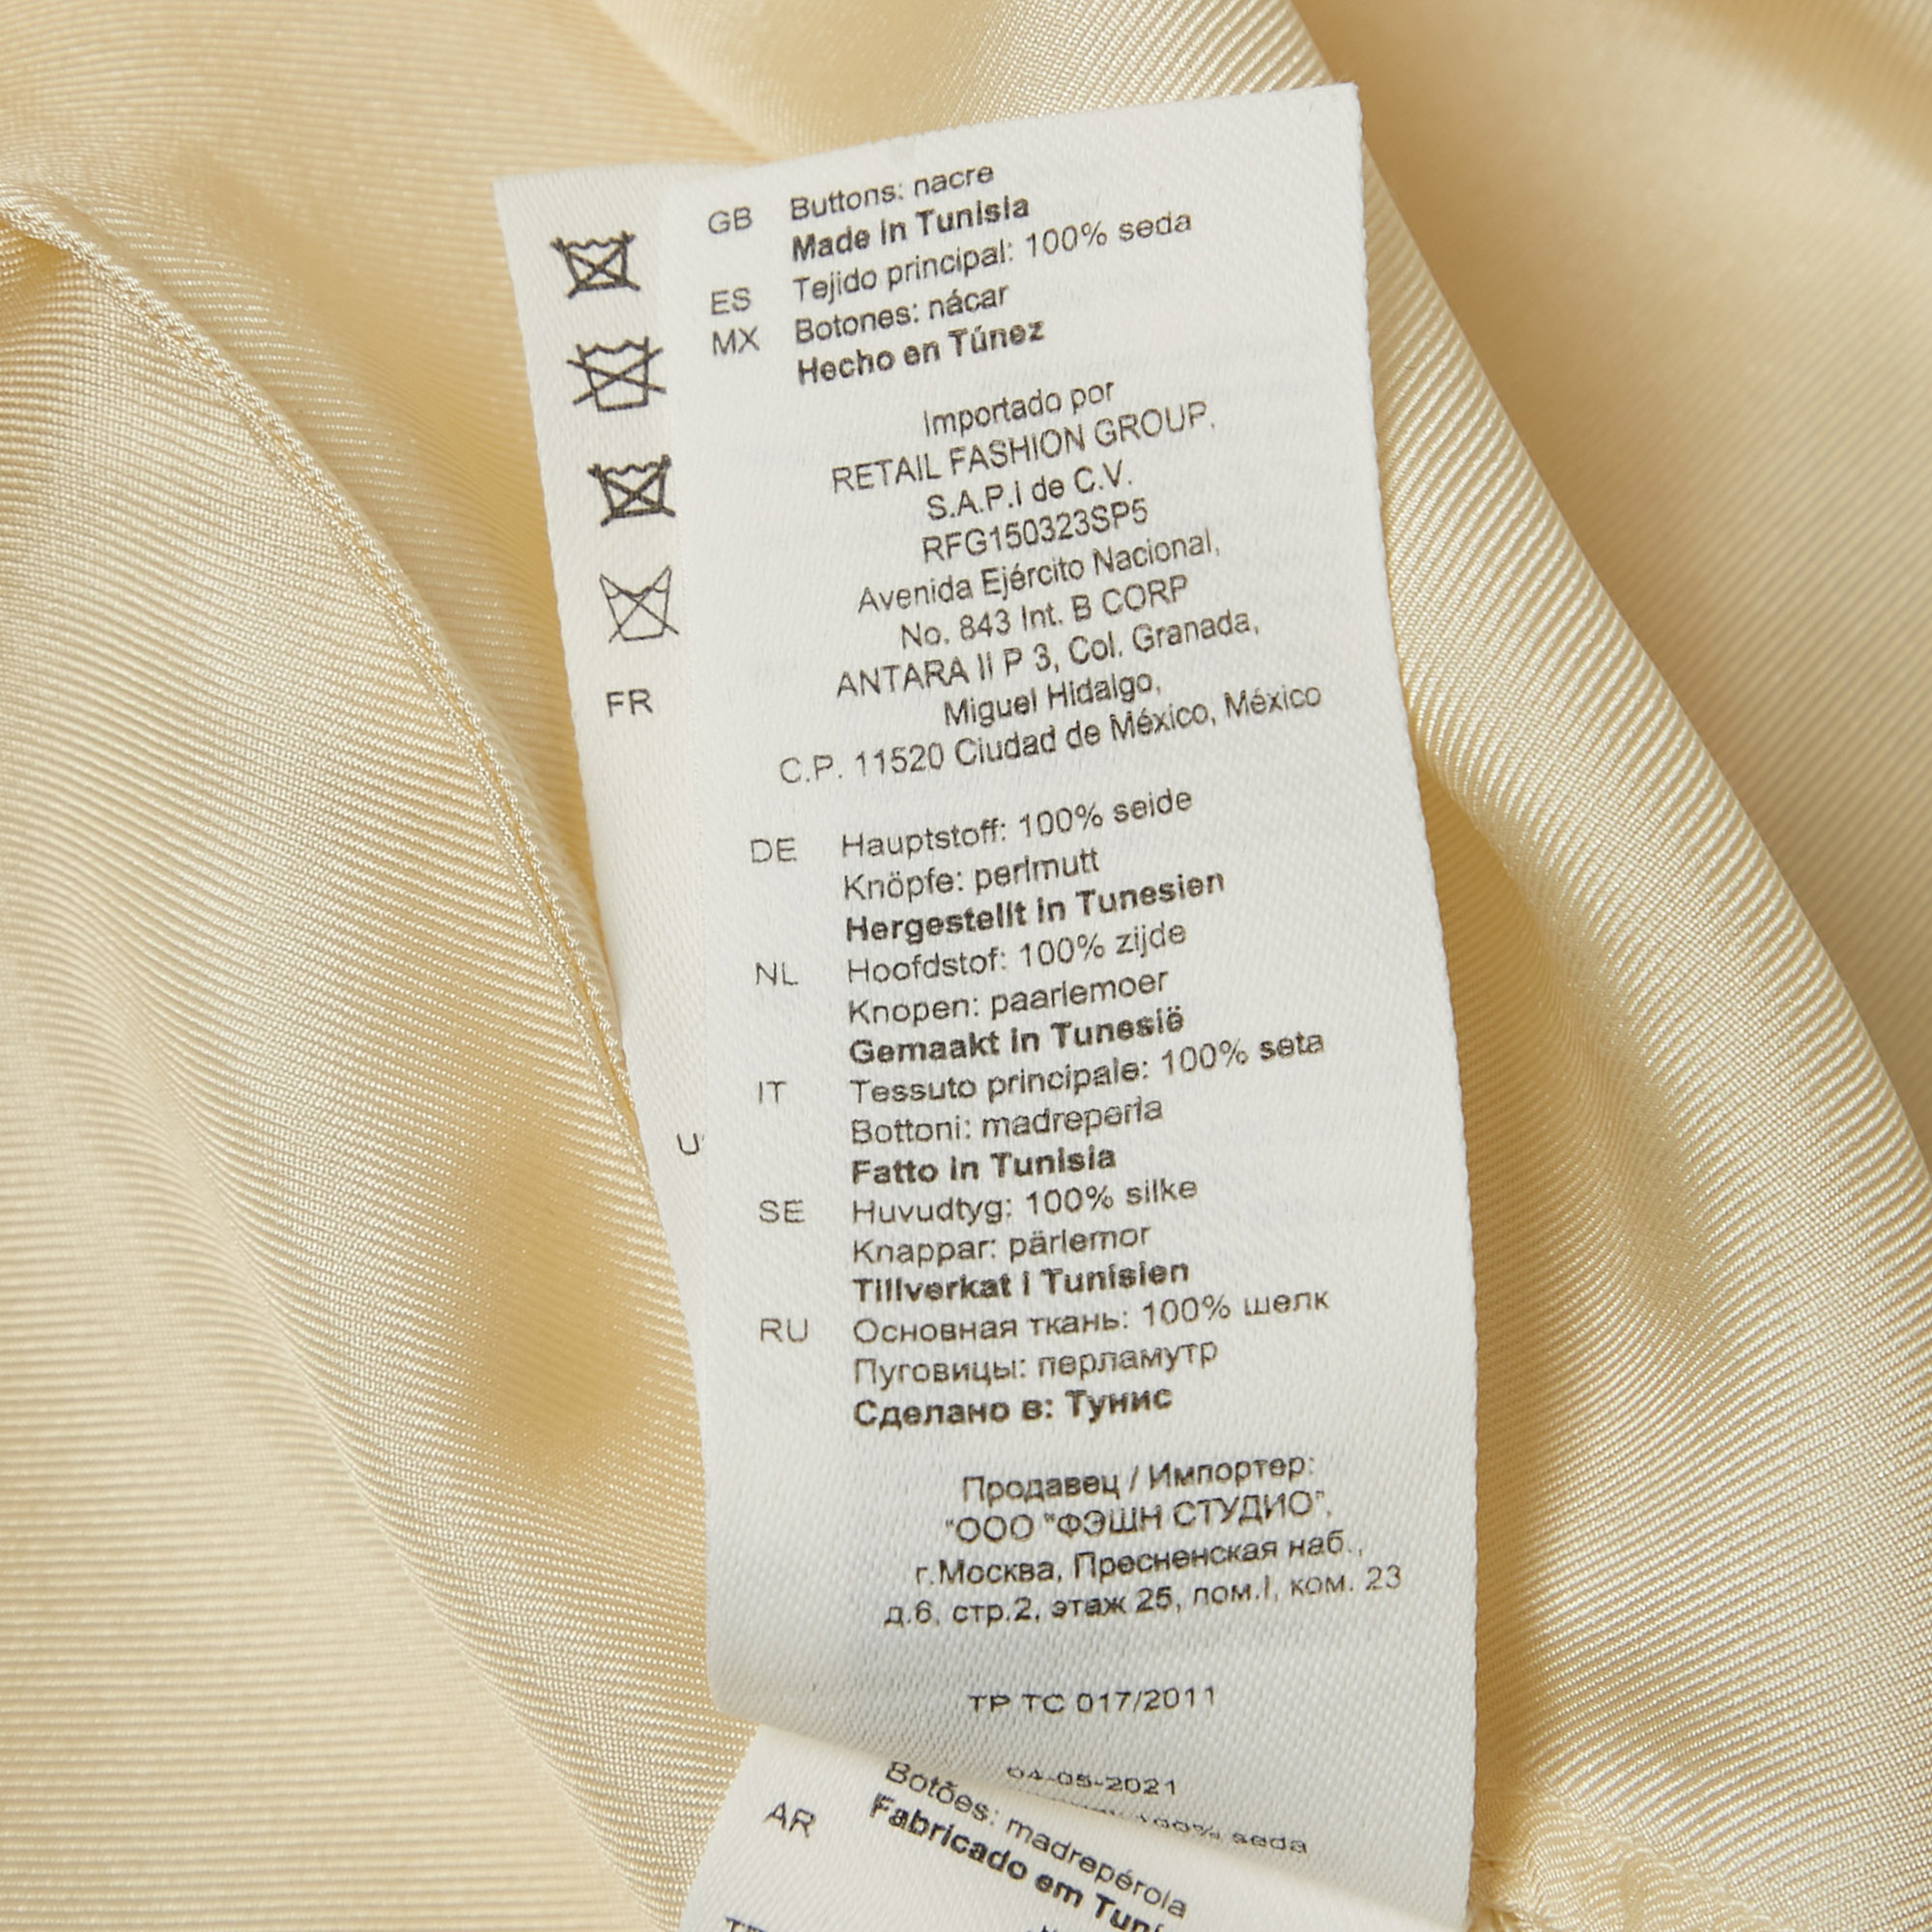 GB Buttons: nacre
Made in Tunisia
ES Tejido principal: 100% seda
MX Botones: nácar
Hecho en Túnez
Importado por
RETAIL FASHION GROUP,
S.A.P.I de C.V.
RFG150323SP5
Avenida Ejército Nacional,
No. 843 Int. B CORP
ANTARA II P 3, Col. Granada,
Miguel Hidalgo,
C.P. 11520 Ciudad de México, México
FR
DE Hauptstoff: 100% seide
Knöpfe: perlmutt
Hergestellt in Tunesien
NL Hoofdstof: 100% zijde
Knopen: paarlemoer
Gemaakt in Tunesië
IT Tessuto principale: 100% seta
Bottoni: madreperla
Fatto in Tunisia
SE Huvudtyg: 100% silke
Knappar: pärlemor
Tillverkat i Tunisien
RU Основная ткань: 100% шелк
Пуговицы: перламутр
Сделано в: Тунис
Продавец / Импортер:
"ООО "ФЭШН СТУДИО",
г.Москва, Пресненская наб.,
д.6, стр.2, этаж 25, пом.I, ком. 23
ТР ТС 017/2011
04-05-2021
100% seda
Botões: madrepérola
AR Fabricado em